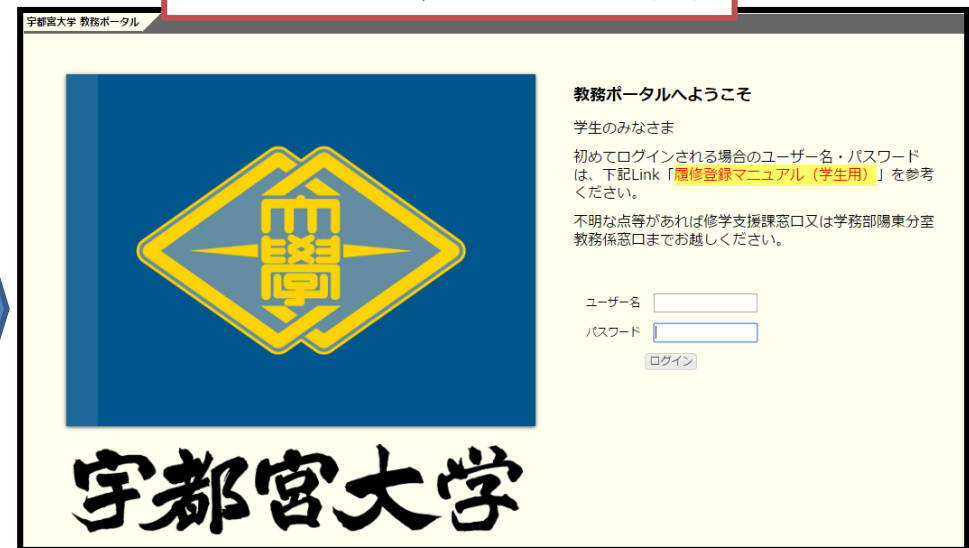 宇都宮大学 教務ポータル
教務ポータルへようこそ
学生のみなさま
初めてログインされる場合のユーザー名・パスワード
は、下記Link「履修登録マニュアル（学生用）」を参考
ください。
不明な点等があれば修学支援課窓口又は学務部陽東分室
教務係窓口までお越しください。
ユーザー名
パスワード
ログイン
大學
宇都宮大学